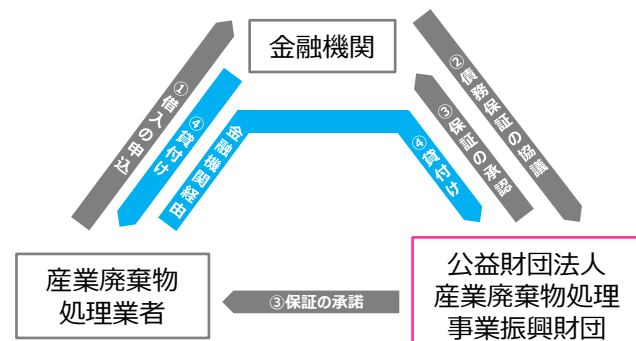 金融機関
①借入の申込
④貸付け
金融機関経由
④貸付け
③保証の承認
②債務保証の協議
産業廃棄物
処理業者
③保証の承諾
公益財団法人
産業廃棄物処理
事業振興財団